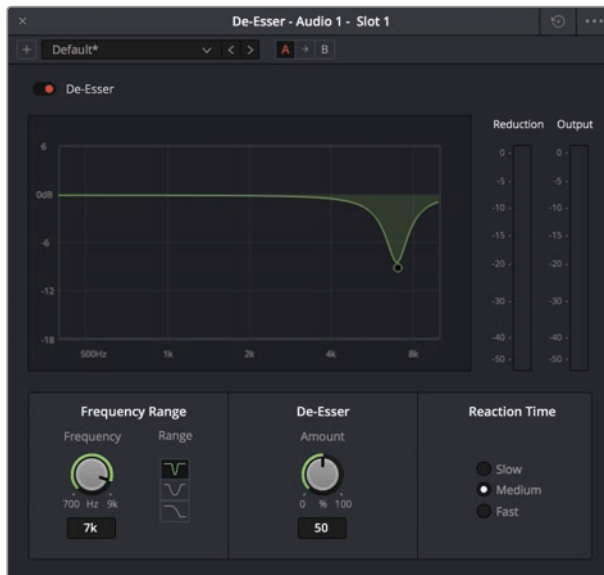 De-Esser - Audio 1 - Slot 1
Default*
A
B
De-Esser
Reduction Output
6
0dB
-6
-12
-18
500Hz 1k 2k 4k 8k
0 -
-5 -
-10 -
-15 -
-20 -
-30 -
-40 -
-50 -
0 -
-5 -
-10 -
-15 -
-20 -
-30 -
-40 -
-50 -
Frequency Range
Frequency Range
700 Hz 9k
7k
De-Esser
Amount
0 % 100
50
Reaction Time
Slow
Medium
Fast